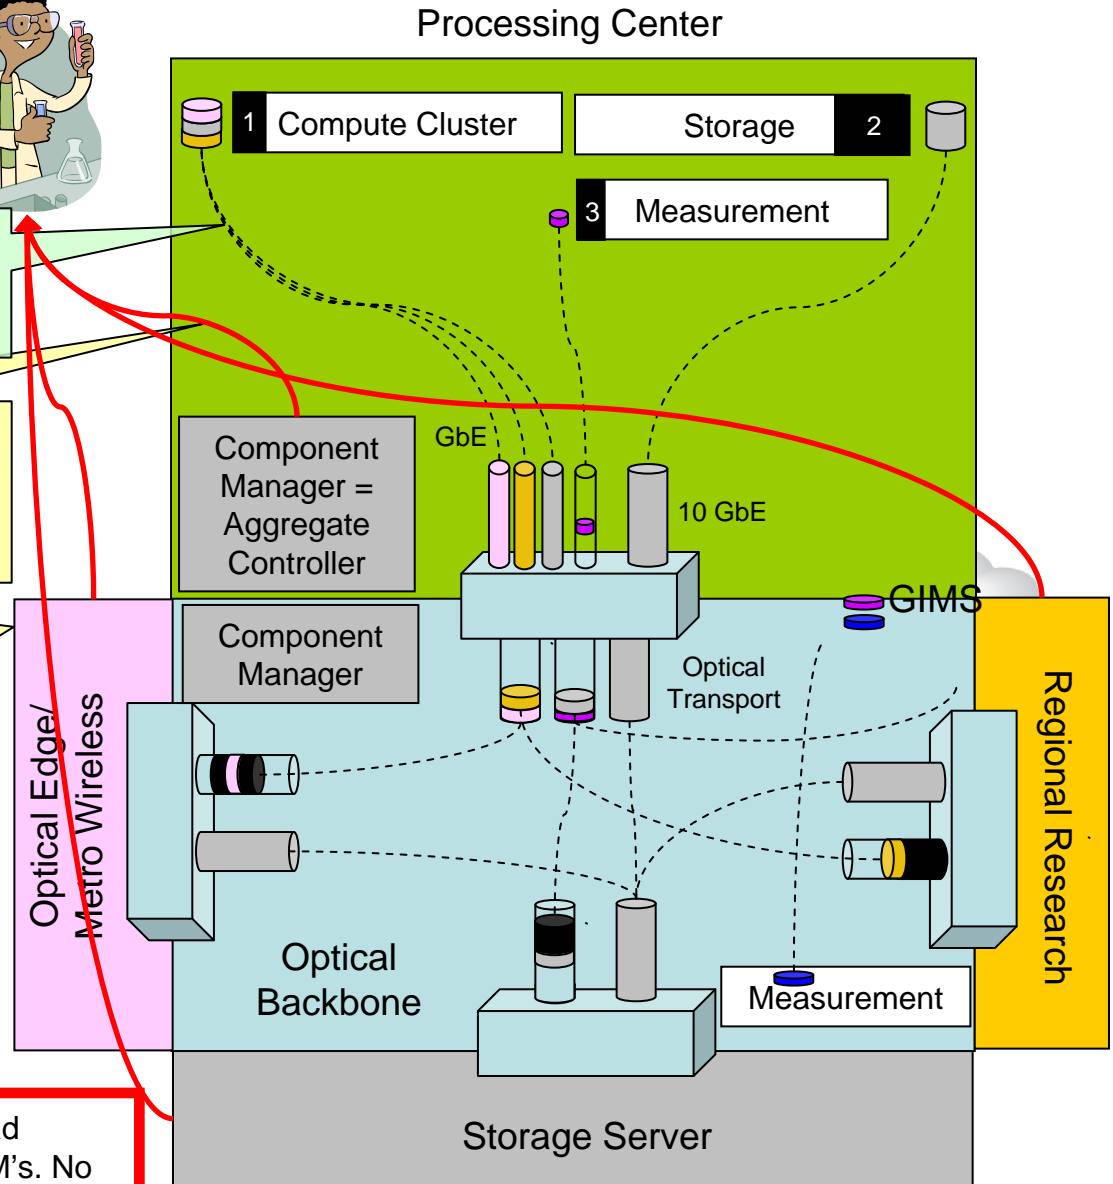 Processing Center
1 Compute Cluster
Storage 2
3 Measurement
GbE
10 GbE
Component
Manager =
Aggregate
Controller
Component
Manager
GIMS
Optical
Transport
Optical Edge/
Metro Wireless
Regional Research
Optical
Backbone
Measurement
Storage Server
M's. No